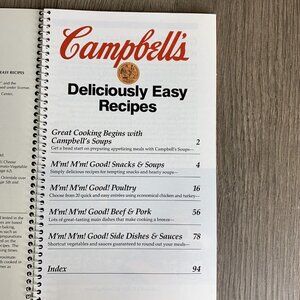 EASY RECIPES
Campbell's
Deliciously Easy
Recipes
Great Cooking Begins with
Campbell's Soups 2
Get a head start on preparing appetizing meals with Campbell's Soups—
M'm! M'm! Good! Snacks & Soups 4
Simply delicious recipes for tempting snacks and hearty soups—
M'm! M'm! Good! Poultry 16
Choose from 20 quick and easy entrées using economical chicken and turkey—
M'm! M'm! Good! Beef & Pork 56
Lots of great-tasting main dishes that make cooking a breeze—
M'm! M'm! Good! Side Dishes & Sauces 78
Shortcut vegetables and sauces guaranteed to round out your meals—
Index 94